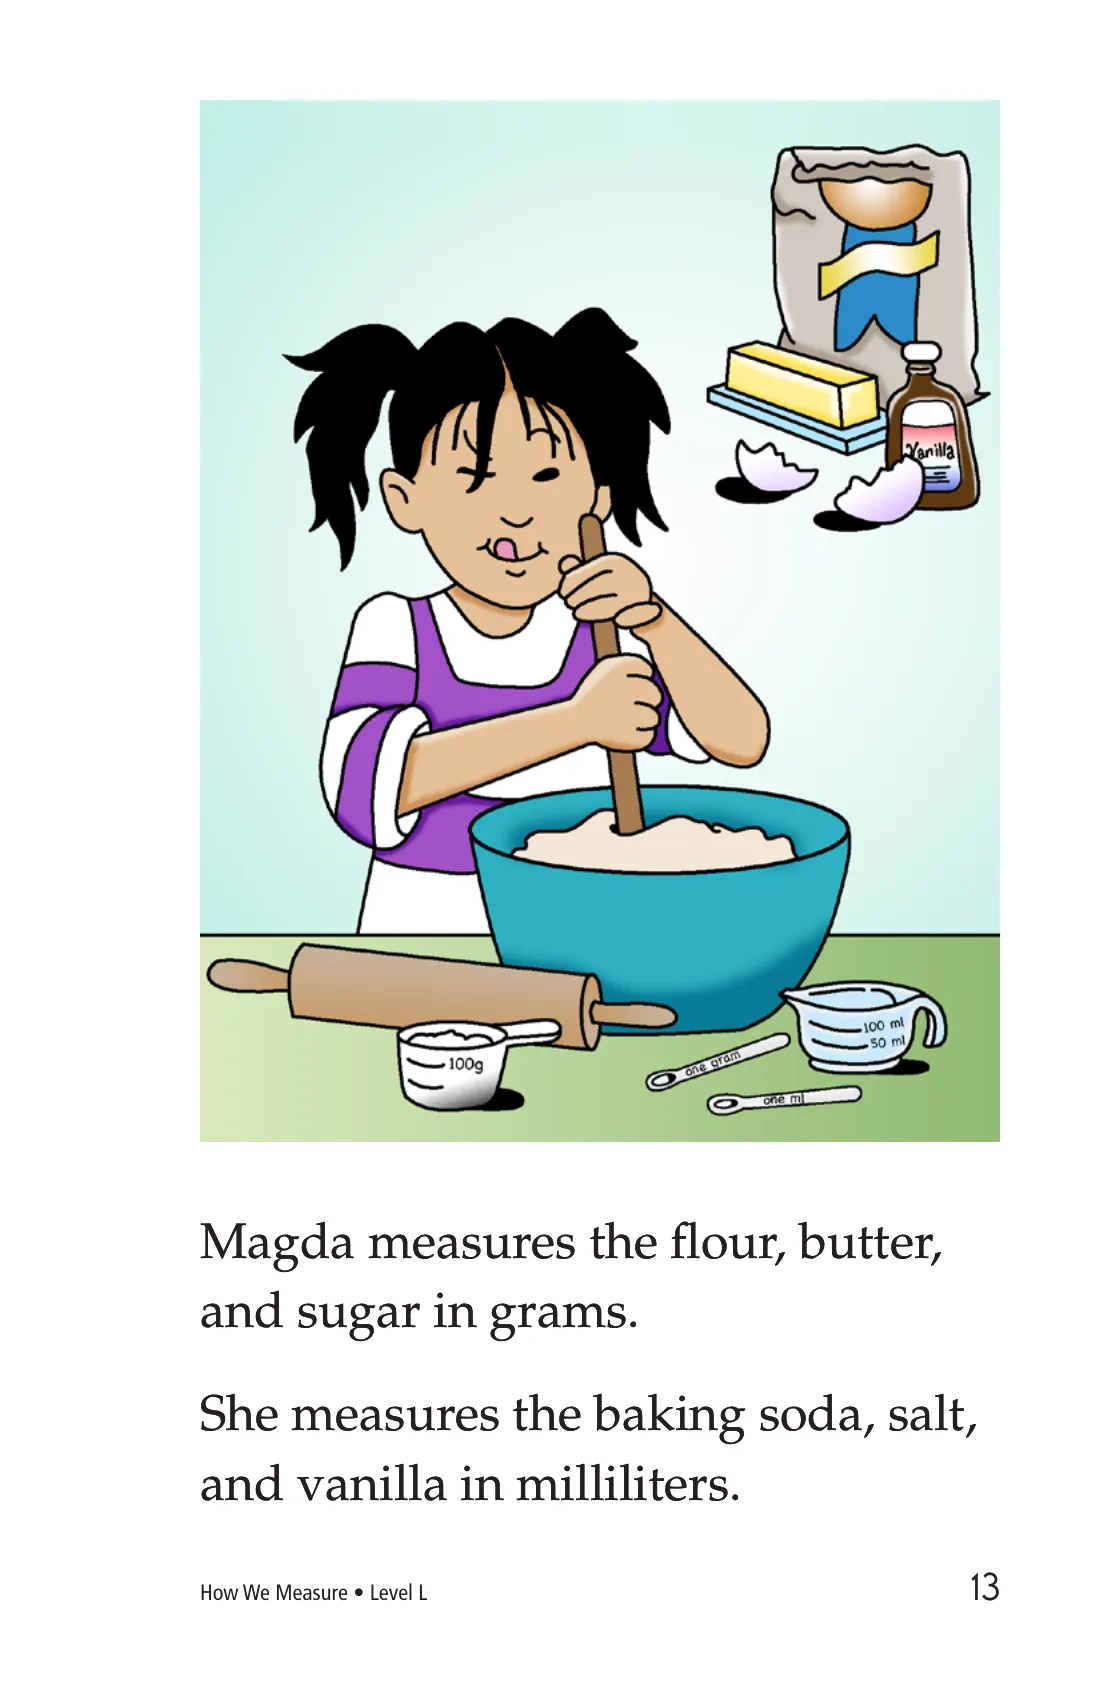 Vanilla
100 ml
50 ml
100g
one gram
one ml
Magda measures the flour, butter,
and sugar in grams.
She measures the baking soda, salt,
and vanilla in milliliters.
How We Measure • Level L
13